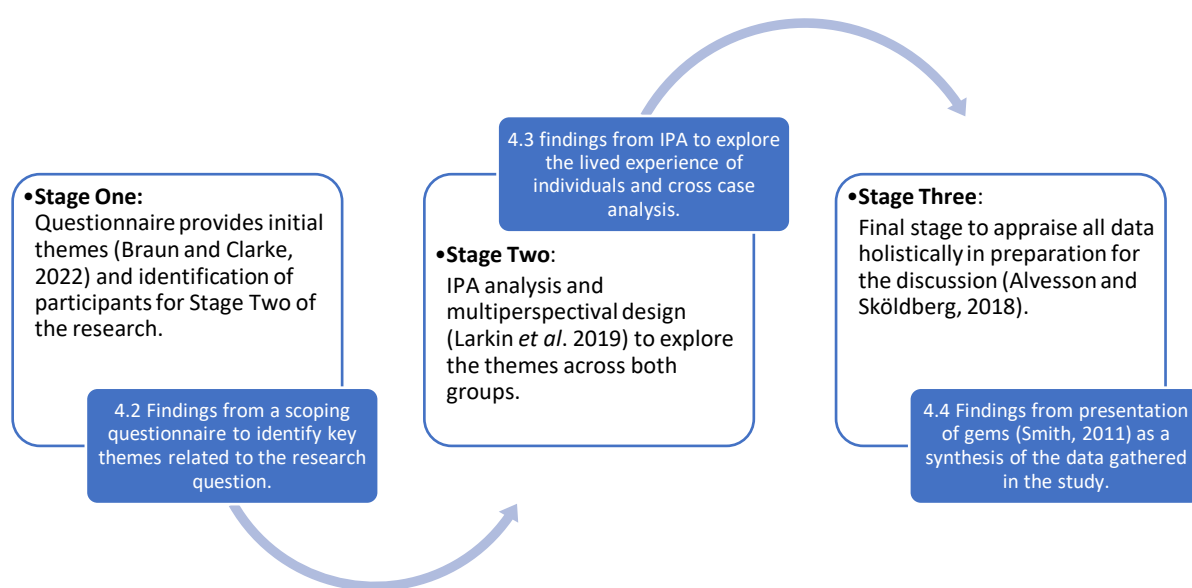 •Stage One:
Questionnaire provides initial
themes (Braun and Clarke,
2022) and identification of
participants for Stage Two of
the research.
4.2 Findings from a scoping
questionnaire to identify key
themes related to the research
question.
4.3 findings from IPA to explore
the lived experience of
individuals and cross case
analysis.
•Stage Two:
IPA analysis and
multiperspectival design
(Larkin et al. 2019) to explore
the themes across both
groups.
•Stage Three:
Final stage to appraise all data
holistically in preparation for
the discussion (Alvesson and
Sköldberg, 2018).
4.4 Findings from presentation
of gems (Smith, 2011) as a
synthesis of the data gathered
in the study.